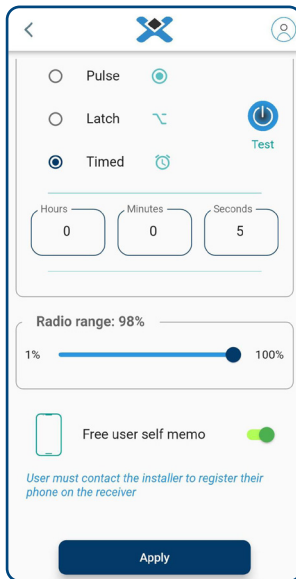 Pulse
Latch
Timed
Test
Hours
Minutes
Seconds
0
0
5
Radio range: 98%
1%
100%
Free user self memo
User must contact the installer to register their
phone on the receiver
Apply